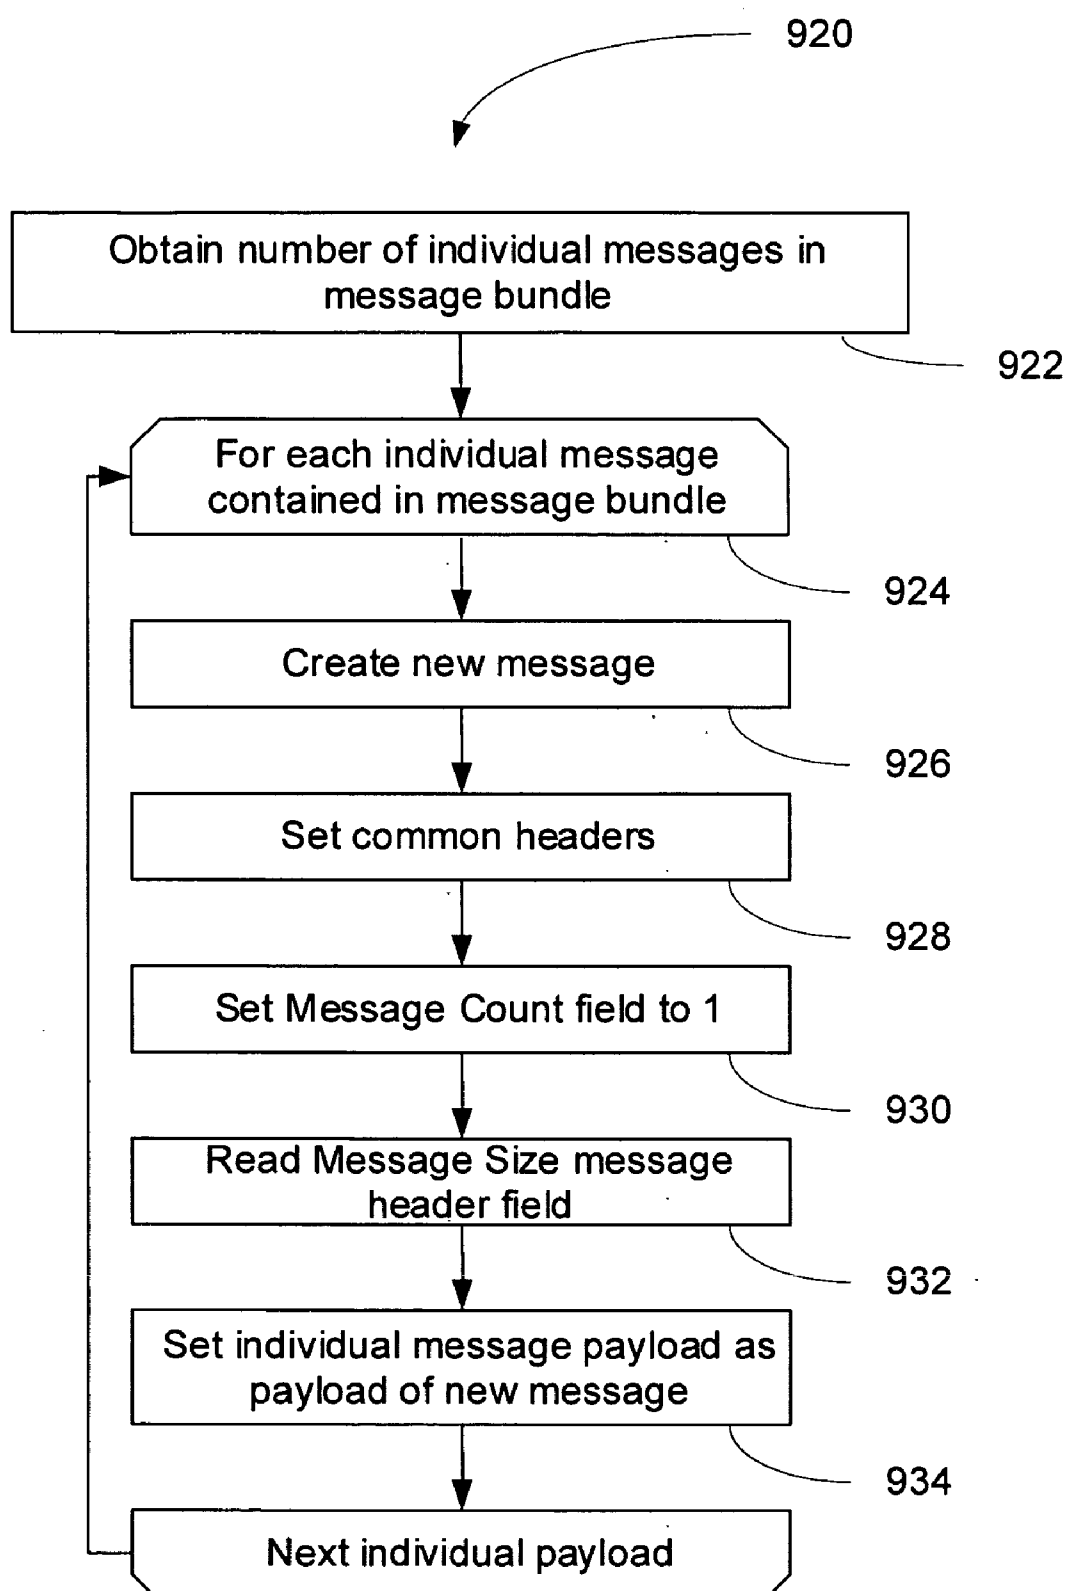 920
Obtain number of individual messages in
message bundle
922
For each individual message
contained in message bundle
924
Create new message
926
Set common headers
928
Set Message Count field to 1
930
Read Message Size message
header field
932
Set individual message payload as
payload of new message
934
Next individual payload